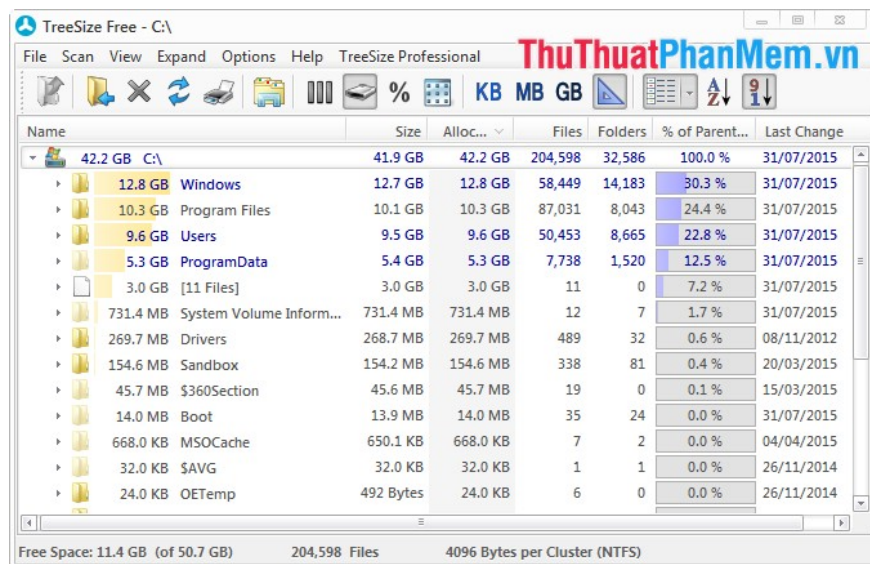 TreeSize Free - C:\
File Scan View Expand Options Help TreeSize Professional
ThuThuatPhanMem.vn
% KB MB GB A Z 9 1
Name Size Alloc... Files Folders % of Parent... Last Change
42.2 GB C:\ 41.9 GB 42.2 GB 204,598 32,586 100.0 % 31/07/2015
12.8 GB Windows 12.7 GB 12.8 GB 58,449 14,183 30.3 % 31/07/2015
10.3 GB Program Files 10.1 GB 10.3 GB 87,031 8,043 24.4 % 31/07/2015
9.6 GB Users 9.5 GB 9.6 GB 50,453 8,665 22.8 % 31/07/2015
5.3 GB ProgramData 5.4 GB 5.3 GB 7,738 1,520 12.5 % 31/07/2015
3.0 GB [11 Files] 3.0 GB 3.0 GB 11 0 7.2 % 31/07/2015
731.4 MB System Volume Inform... 731.4 MB 731.4 MB 12 7 1.7 % 31/07/2015
269.7 MB Drivers 268.7 MB 269.7 MB 489 32 0.6 % 08/11/2012
154.6 MB Sandbox 154.2 MB 154.6 MB 338 81 0.4 % 20/03/2015
45.7 MB $360Section 45.6 MB 45.7 MB 19 0 0.1 % 15/03/2015
14.0 MB Boot 13.9 MB 14.0 MB 35 24 0.0 % 31/07/2015
668.0 KB MSOCache 650.1 KB 668.0 KB 7 2 0.0 % 04/04/2015
32.0 KB $AVG 32.0 KB 32.0 KB 1 1 0.0 % 26/11/2014
24.0 KB OETemp 492 Bytes 24.0 KB 6 0 0.0 % 26/11/2014
Free Space: 11.4 GB (of 50.7 GB) 204,598 Files 4096 Bytes per Cluster (NTFS)